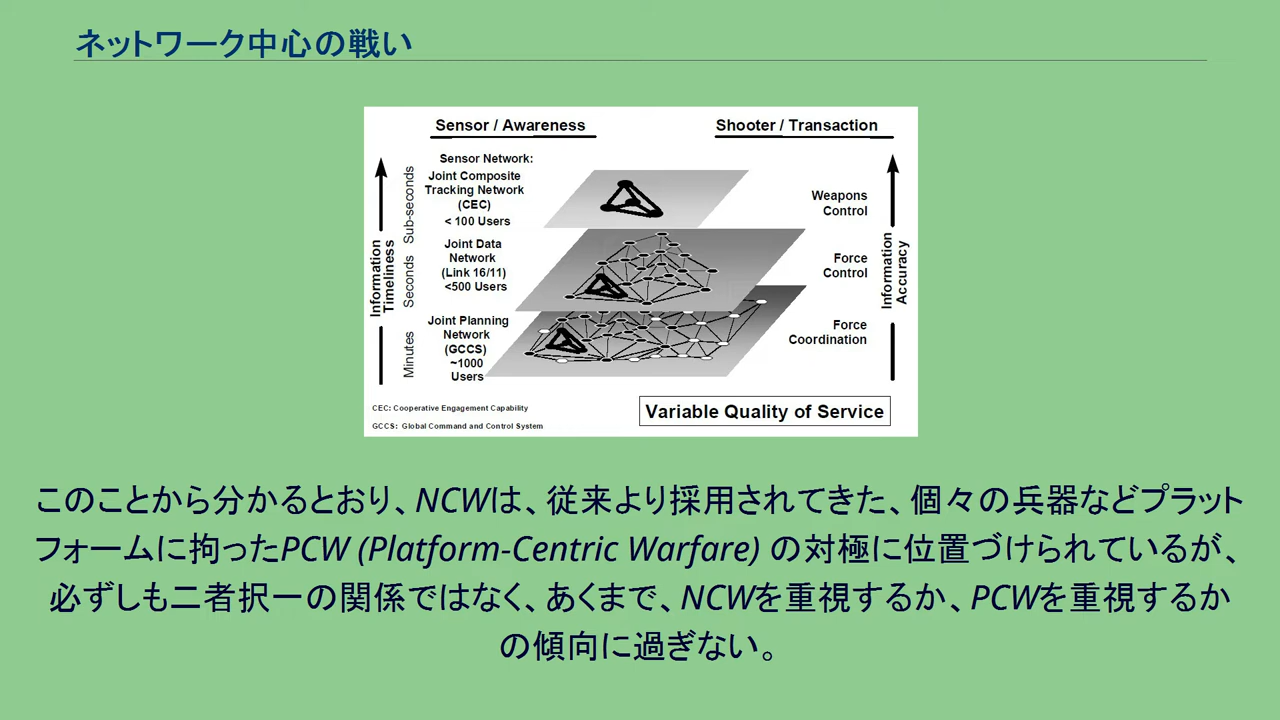 ネットワーク中心の戦い
Sensor / Awareness
Shooter / Transaction
Information
Timeliness
Sub-seconds
Seconds
Minutes
Sensor Network:
Joint Composite
Tracking Network
(CEC)
< 100 Users
Joint Data
Network
(Link 16/11)
<500 Users
Joint Planning
Network
(GCCS)
~1000
Users
Weapons
Control
Force
Control
Force
Coordination
Information
Accuracy
CEC: Cooperative Engagement Capability
GCCS: Global Command and Control System
Variable Quality of Service
このことから分かるとおり、NCWは、従来より採用されてきた、個々の兵器などプラット
フォームに拘ったPCW (Platform-Centric Warfare) の対極に位置づけられているが、
必ずしも二者択一の関係ではなく、あくまで、NCWを重視するか、PCWを重視するか
の傾向に過ぎない。